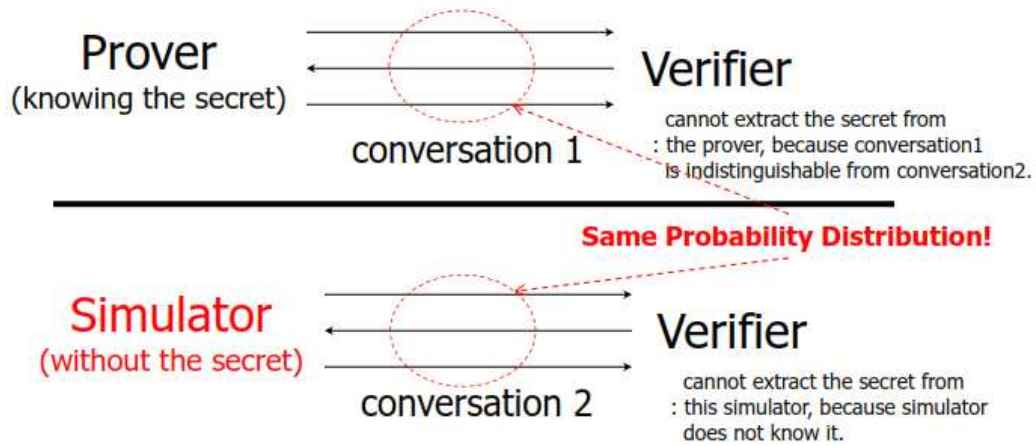 Prover
(knowing the secret)
conversation 1
Verifier
cannot extract the secret from
: the prover, because conversation1
is indistinguishable from conversation2.
Same Probability Distribution!
Simulator
(without the secret)
conversation 2
Verifier
cannot extract the secret from
: this simulator, because simulator
does not know it.